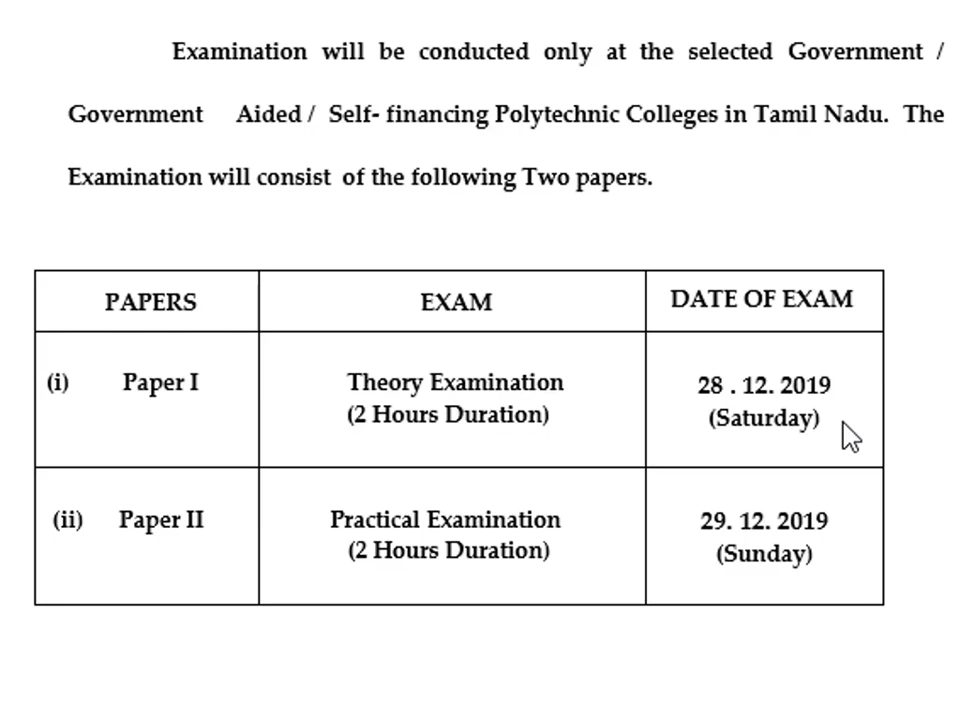 Examination will be conducted only at the selected Government /
Government Aided / Self- financing Polytechnic Colleges in Tamil Nadu. The
Examination will consist of the following Two papers.
PAPERS EXAM DATE OF EXAM
(i) Paper I Theory Examination 28 . 12. 2019
(2 Hours Duration) (Saturday)
(ii) Paper II Practical Examination 29. 12. 2019
(2 Hours Duration) (Sunday)